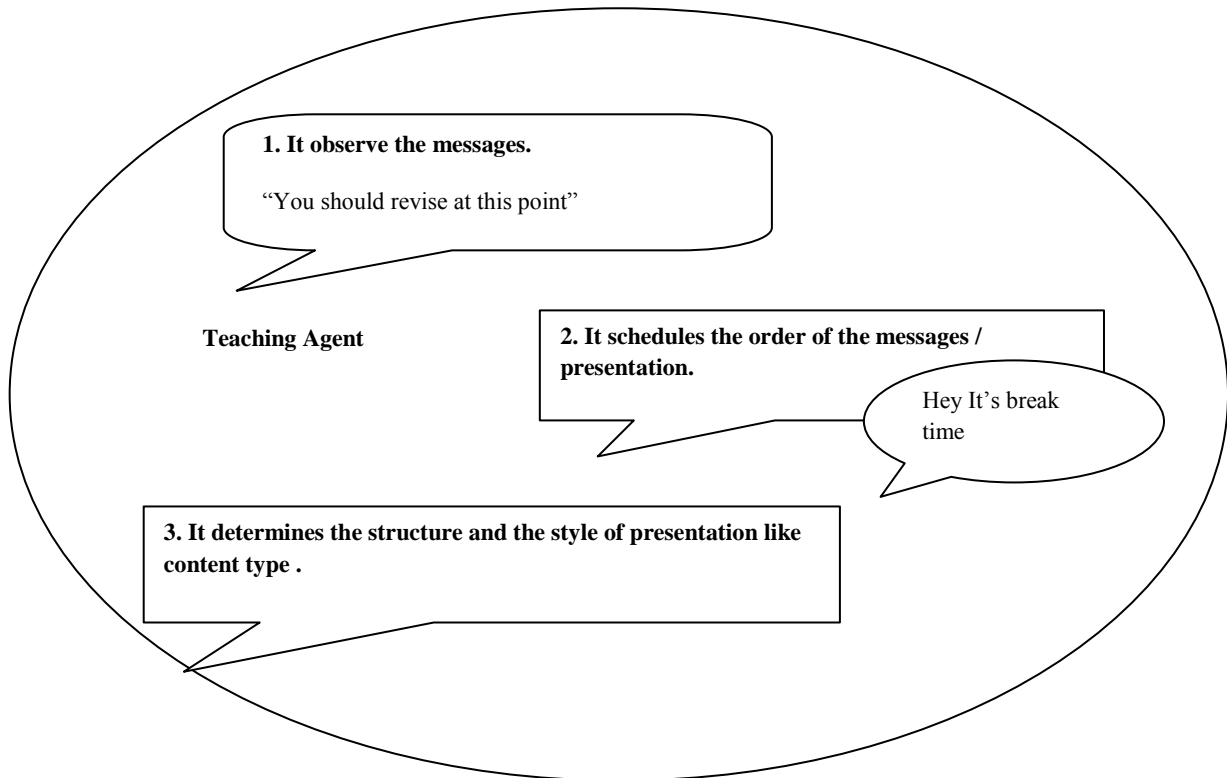 1. It observe the messages.
“You should revise at this point”
Teaching Agent
2. It schedules the order of the messages /
presentation.
Hey It’s break
time
3. It determines the structure and the style of presentation like
content type .